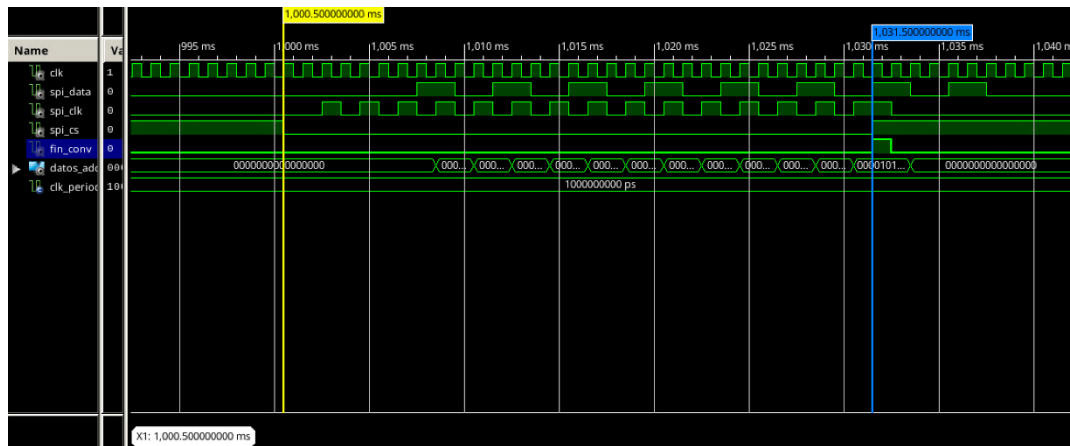 1,000.500000000 ms
1,031.500000000 ms
Name
995 ms 1,000 ms 1,005 ms 1,010 ms 1,015 ms 1,020 ms 1,025 ms 1,030 ms 1,035 ms 1,040 m
clk 1
spi_data 0
spi_clk 0
spi_cs 0
fin_conv 0
datos_adc 0000000000000000 000... 000... 000... 000... 000... 000... 000... 000... 000... 000... 000... 0000101... 0000000000000000
clk_period 1000000000 ps
X1: 1,000.500000000 ms